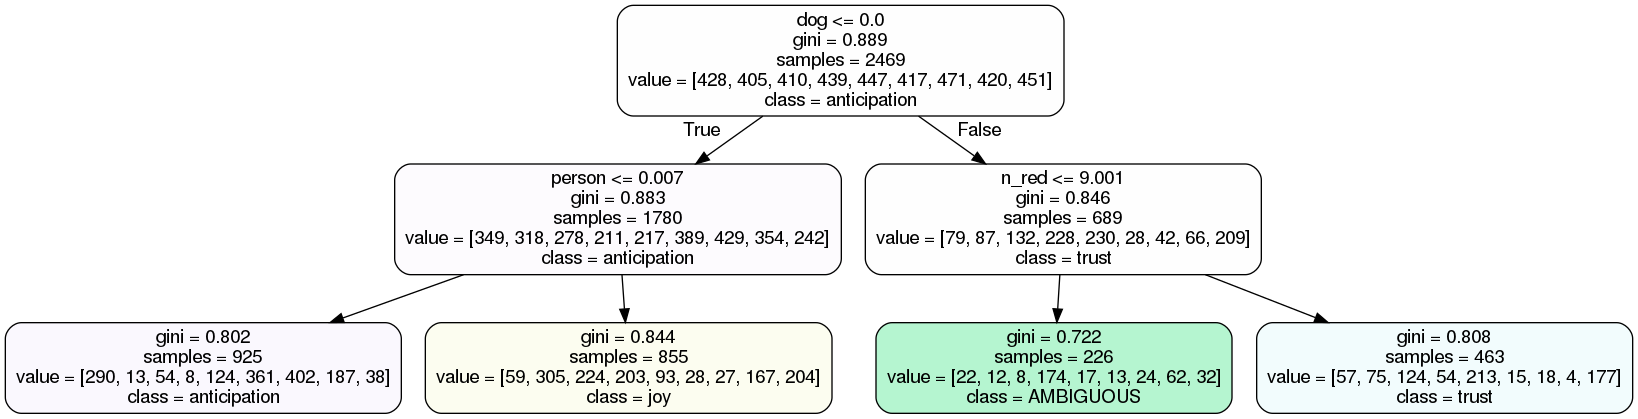 dog <= 0.0
gini = 0.889
samples = 2469
value = [428, 405, 410, 439, 447, 417, 471, 420, 451]
class = anticipation
True
False
person <= 0.007
gini = 0.883
samples = 1780
value = [349, 318, 278, 211, 217, 389, 429, 354, 242]
class = anticipation
n_red <= 9.001
gini = 0.846
samples = 689
value = [79, 87, 132, 228, 230, 28, 42, 66, 209]
class = trust
gini = 0.802
samples = 925
value = [290, 13, 54, 8, 124, 361, 402, 187, 38]
class = anticipation
gini = 0.844
samples = 855
value = [59, 305, 224, 203, 93, 28, 27, 167, 204]
class = joy
gini = 0.722
samples = 226
value = [22, 12, 8, 174, 17, 13, 24, 62, 32]
class = AMBIGUOUS
gini = 0.808
samples = 463
value = [57, 75, 124, 54, 213, 15, 18, 4, 177]
class = trust